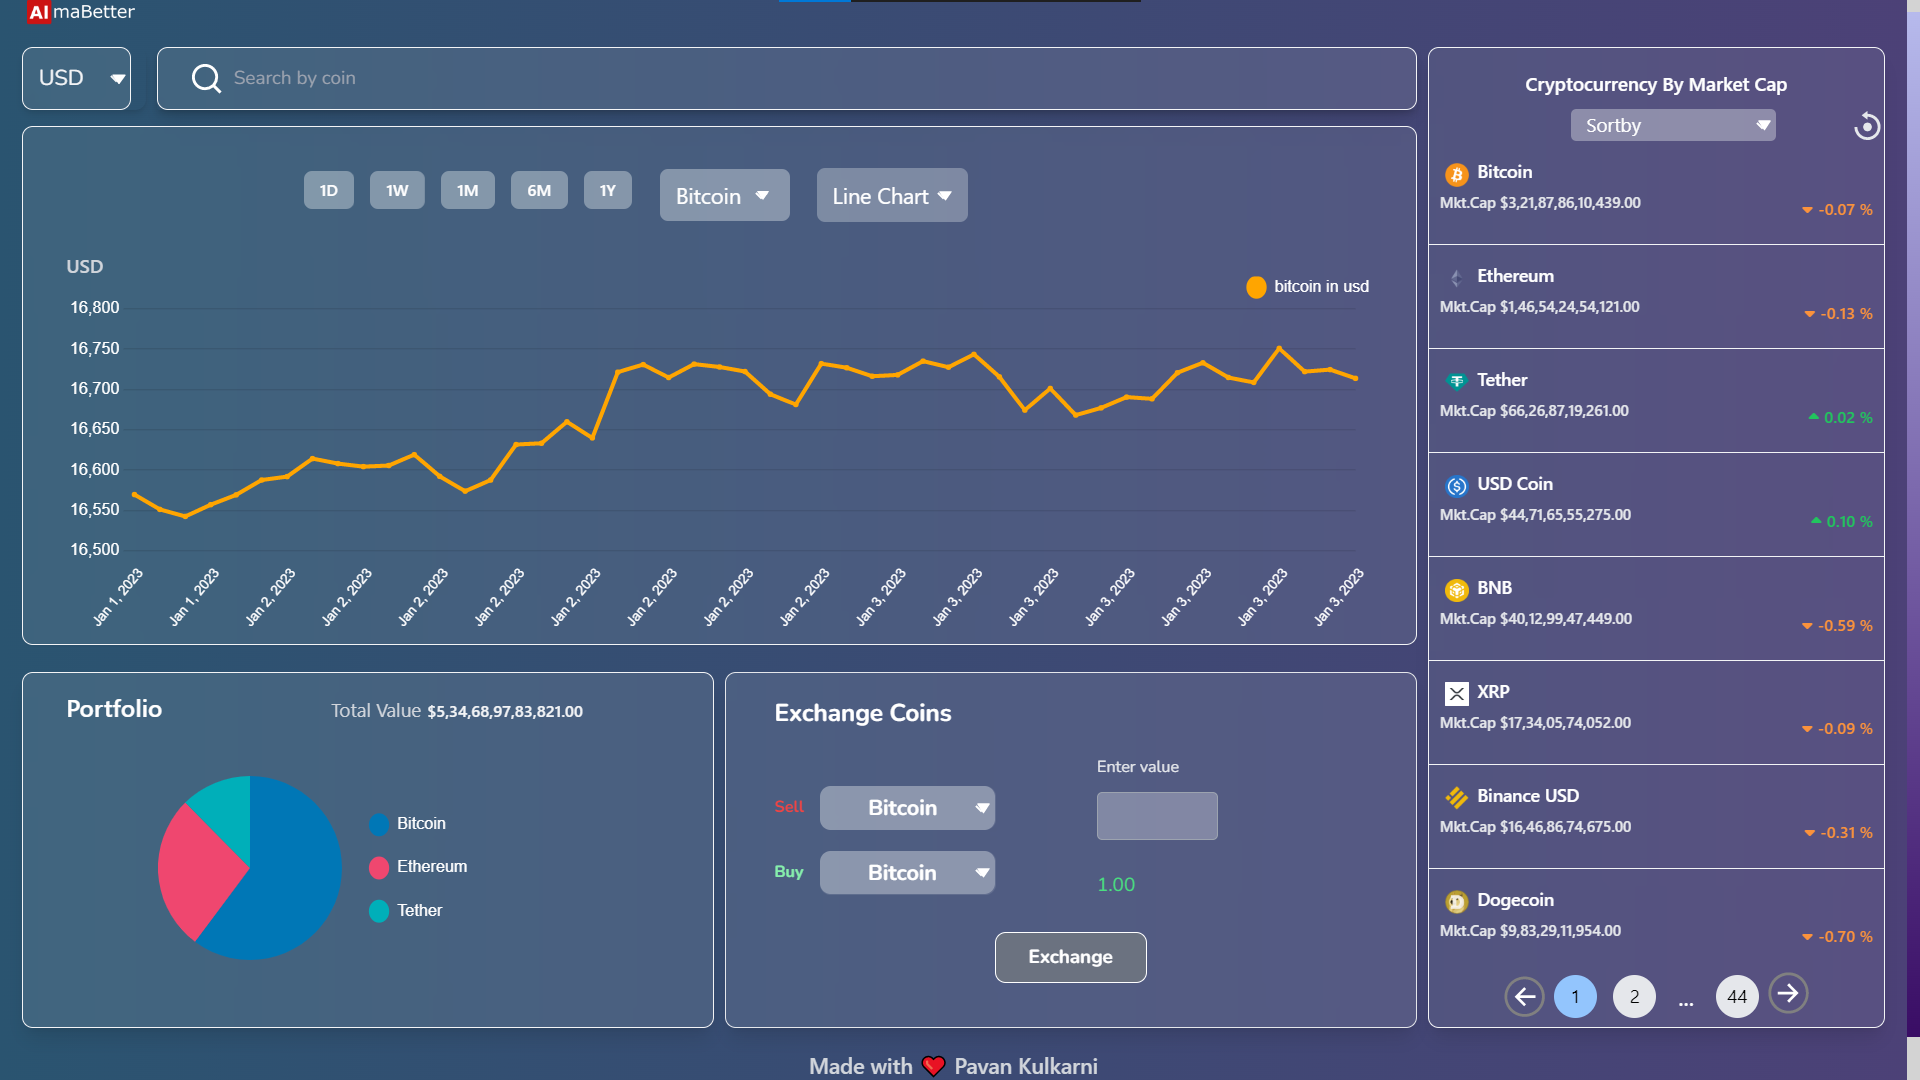 AlmaBetter
USD
Search by coin
1D
1W
1M
6M
1Y
Bitcoin
Line Chart
USD
bitcoin in usd
16,800
16,750
16,700
16,650
16,600
16,550
16,500
Jan 1, 2023
Jan 1, 2023
Jan 2, 2023
Jan 2, 2023
Jan 2, 2023
Jan 2, 2023
Jan 2, 2023
Jan 2, 2023
Jan 2, 2023
Jan 2, 2023
Jan 3, 2023
Jan 3, 2023
Jan 3, 2023
Jan 3, 2023
Jan 3, 2023
Jan 3, 2023
Jan 3, 2023
Portfolio
Total Value $5,34,68,97,83,821.00
Bitcoin
Ethereum
Tether
Exchange Coins
Enter value
Sell
Bitcoin
Buy
Bitcoin
1.00
Exchange
Cryptocurrency By Market Cap
Sortby
Bitcoin
Mkt.Cap $3,21,87,86,10,439.00
-0.07 %
Ethereum
Mkt.Cap $1,46,54,24,54,121.00
-0.13 %
Tether
Mkt.Cap $66,26,87,19,261.00
0.02 %
USD Coin
Mkt.Cap $44,71,65,55,275.00
0.10 %
BNB
Mkt.Cap $40,12,99,47,449.00
-0.59 %
XRP
Mkt.Cap $17,34,05,74,052.00
-0.09 %
Binance USD
Mkt.Cap $16,46,86,74,675.00
-0.31 %
Dogecoin
Mkt.Cap $9,83,29,11,954.00
-0.70 %
1
2
...
44
Made with ❤️ Pavan Kulkarni